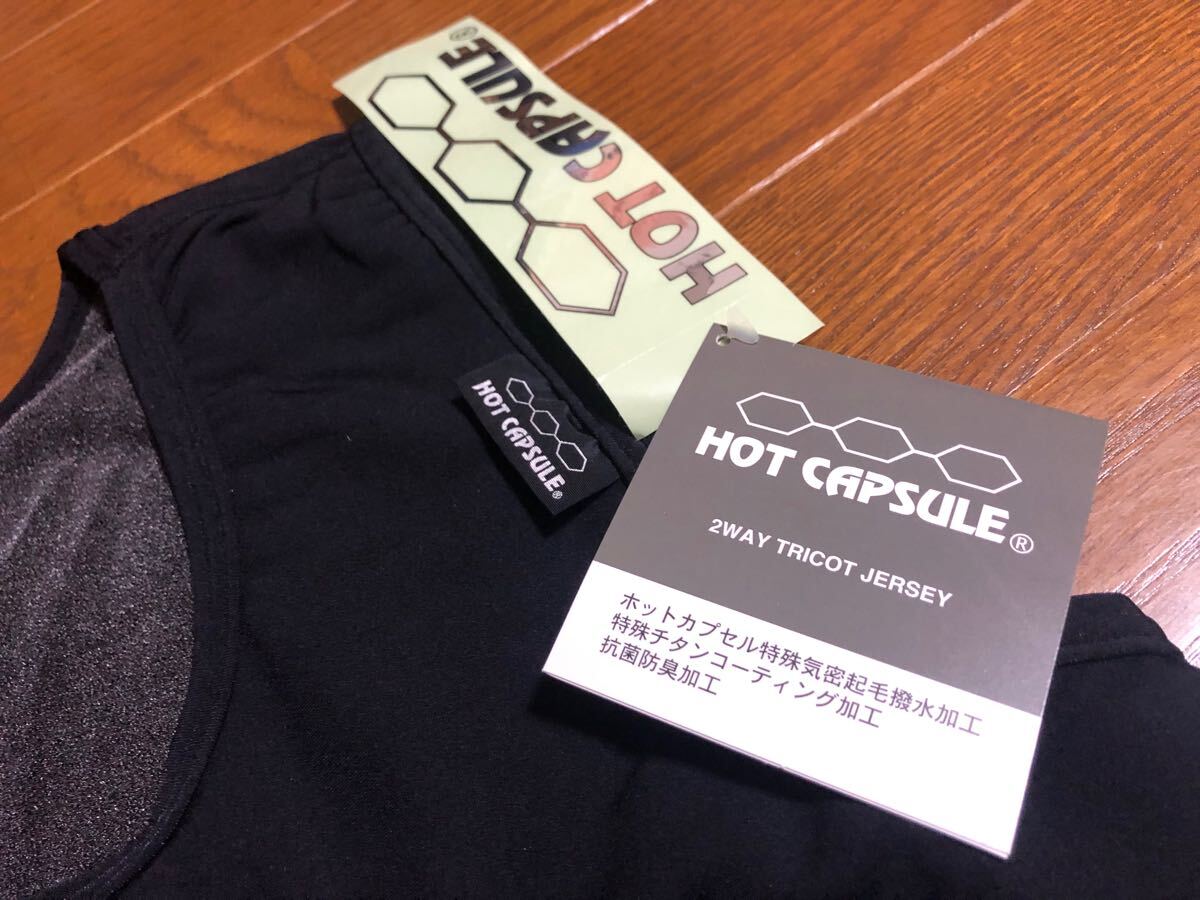 HOT CAPSULE®
HOT CAPSULE®
HOT CAPSULE®
2WAY TRICOT JERSEY
ホットカプセル特殊気密起毛撥水加工
特殊チタンコーティング加工
抗菌防臭加工